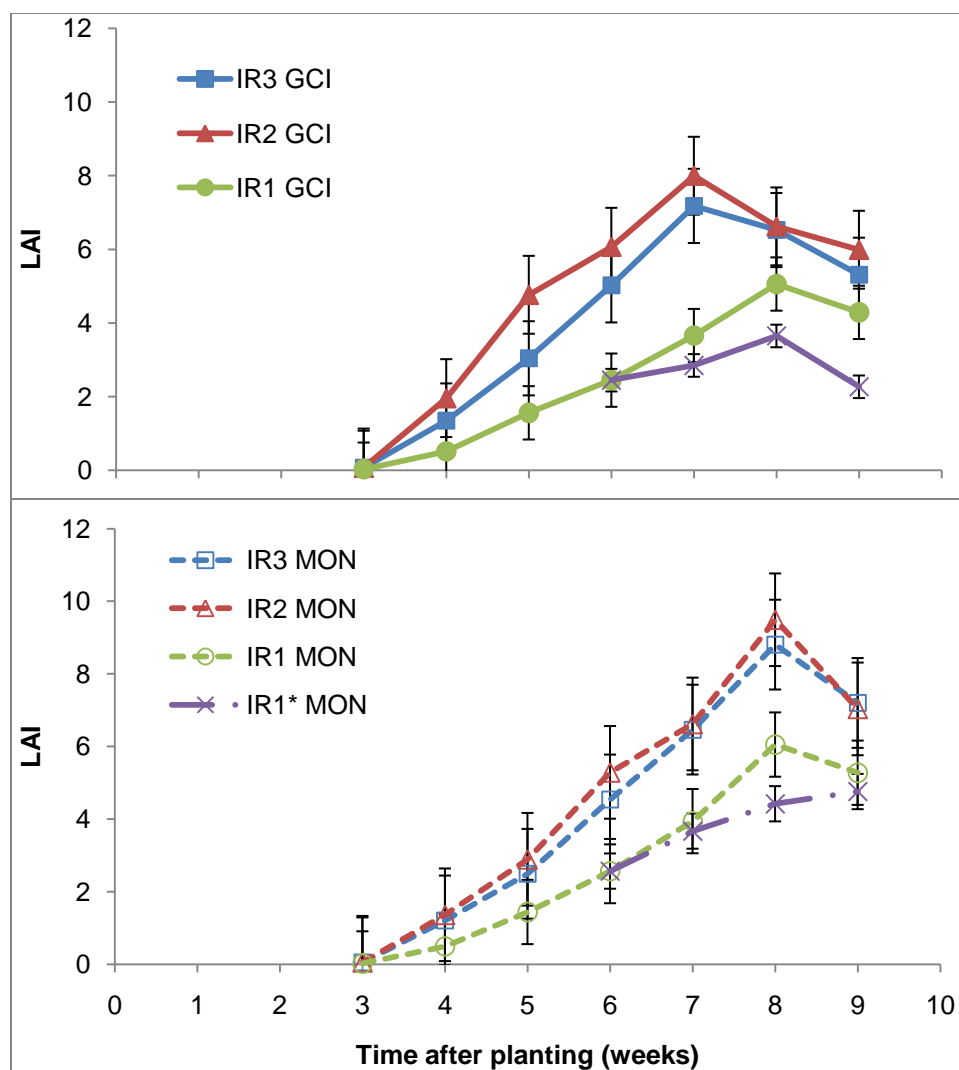 12
10
8
6
4
2
0
LAI
IR3 GCI
IR2 GCI
IR1 GCI
12
10
8
6
4
2
0
LAI
IR3 MON
IR2 MON
IR1 MON
IR1* MON
0 1 2 3 4 5 6 7 8 9 10
Time after planting (weeks)